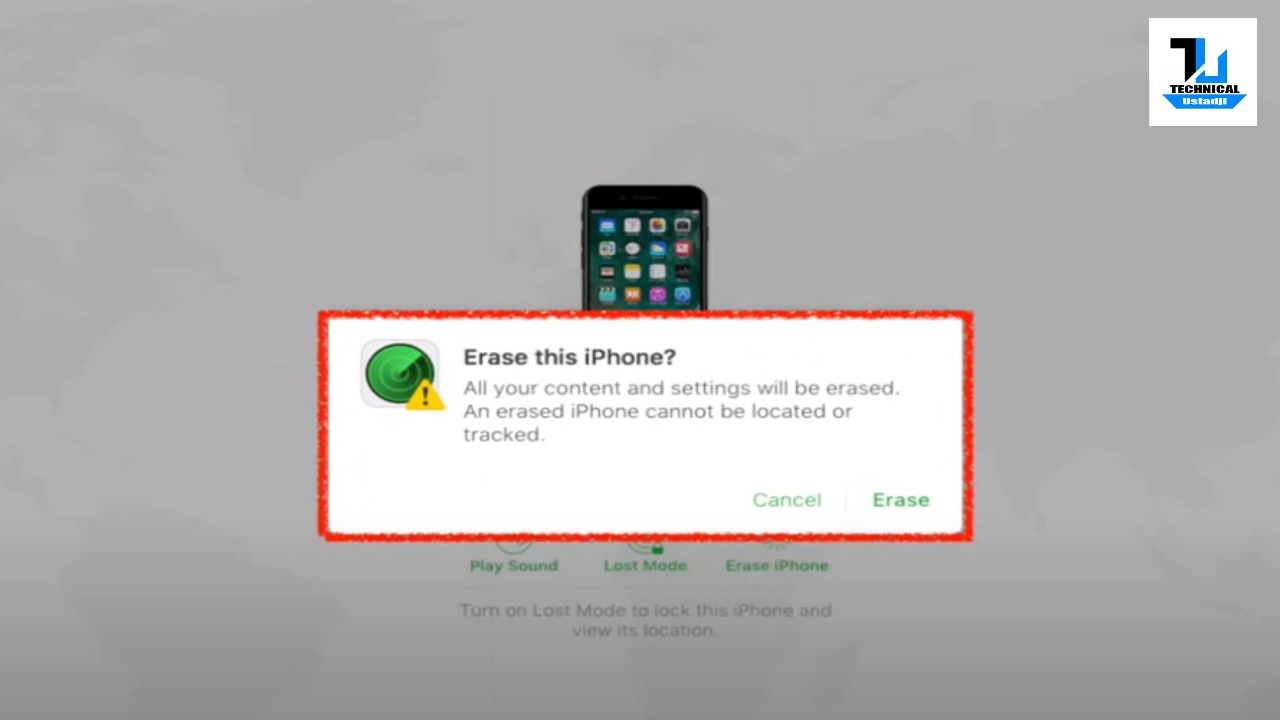 TECHNICAL
Ustadji
Erase this iPhone?
All your content and settings will be erased.
An erased iPhone cannot be located or
tracked.
Cancel
Erase
Play Sound
Lost Mode
Erase iPhone
Turn on Lost Mode to lock this iPhone and
view its location.